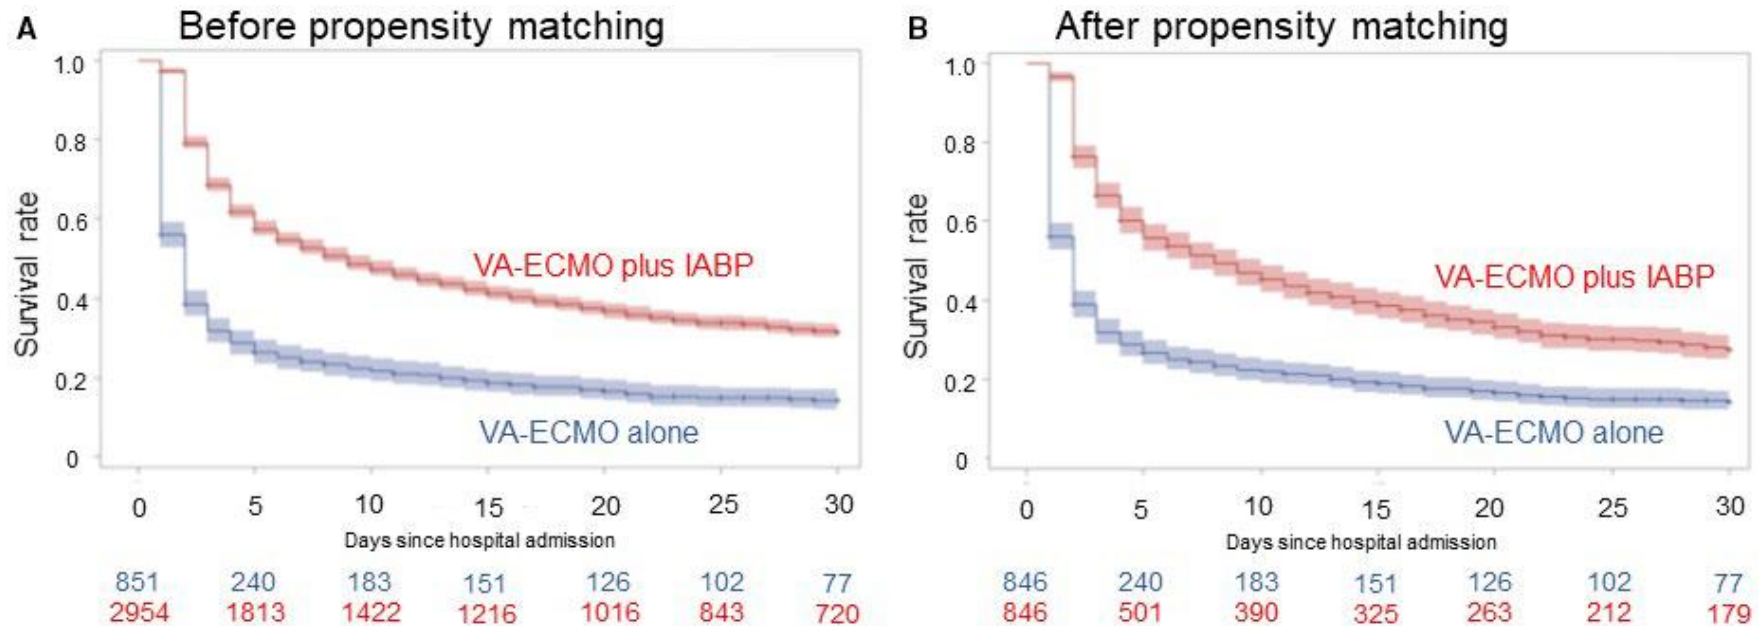 A Before propensity matching
1.0
0.8
0.6
0.4
0.2
0
Survival rate
VA-ECMO plus IABP
VA-ECMO alone
0 5 10 15 20 25 30
Days since hospital admission
851 240 183 151 126 102 77
2954 1813 1422 1216 1016 843 720
B After propensity matching
1.0
0.8
0.6
0.4
0.2
0
Survival rate
VA-ECMO plus IABP
VA-ECMO alone
0 5 10 15 20 25 30
Days since hospital admission
846 240 183 151 126 102 77
846 501 390 325 263 212 179